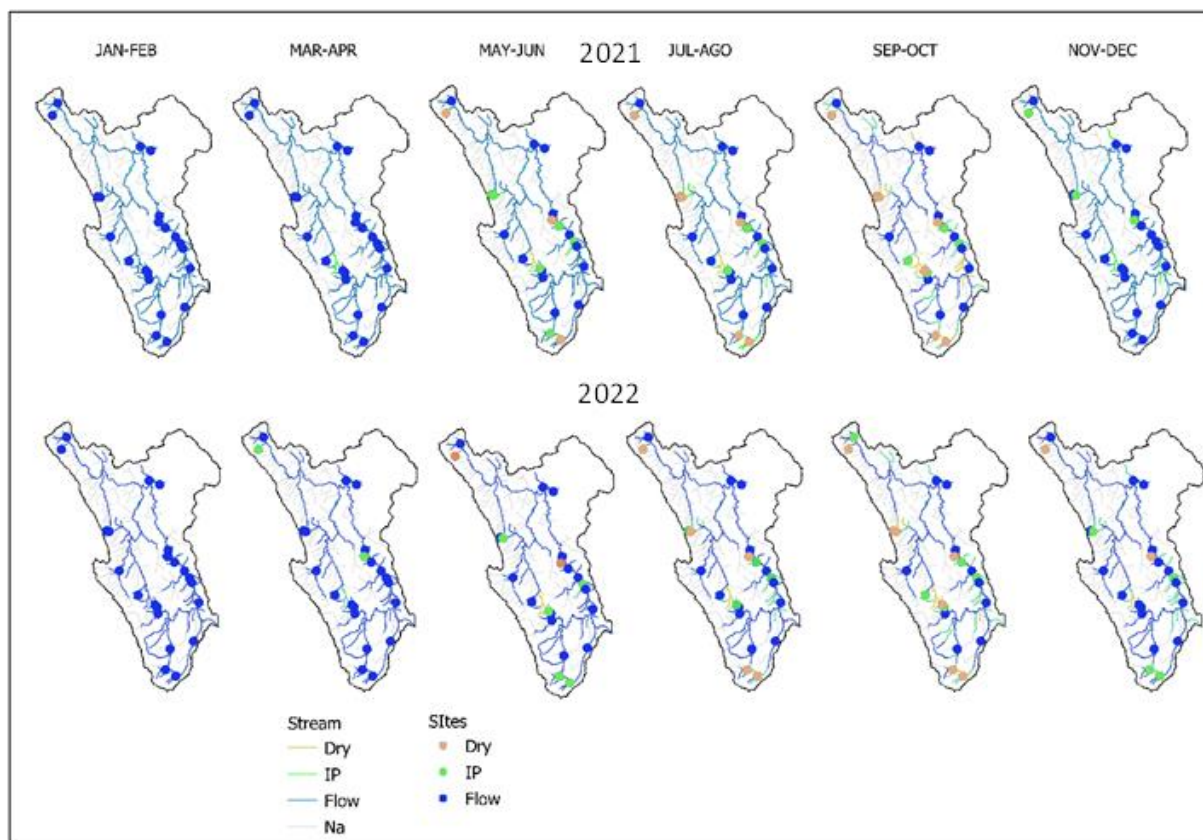 2021
JAN-FEB MAR-APR MAY-JUN JUL-AGO SEP-OCT NOV-DEC
2022
Stream
Dry
IP
Flow
Na
SItes
Dry
IP
Flow